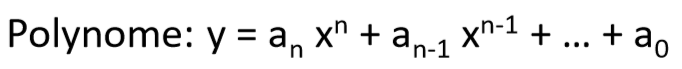 Polynome: y = aₙ xⁿ + aₙ₋₁ xⁿ⁻¹ + ... + a₀